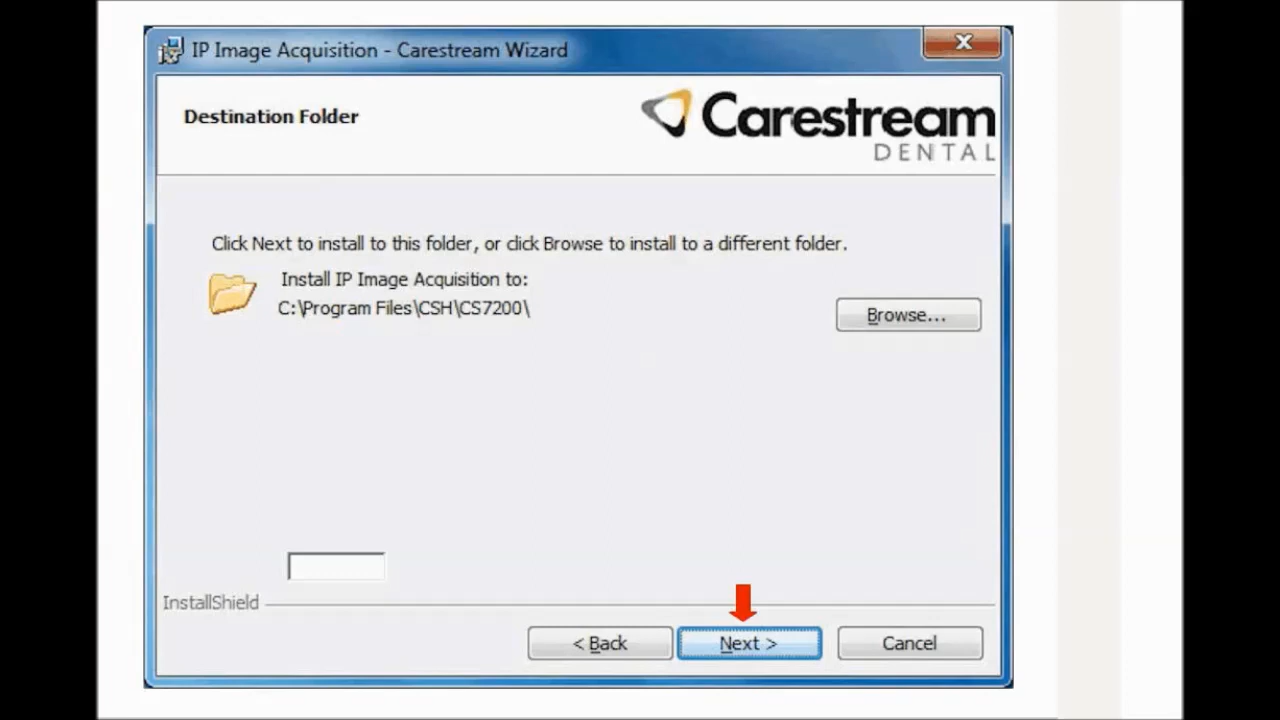 IP Image Acquisition - Carestream Wizard
X
Destination Folder
Carestream
DENTAL
Click Next to install to this folder, or click Browse to install to a different folder.
Install IP Image Acquisition to:
C:\Program Files\CSH\CS7200\
Browse...
InstallShield
< Back
Next >
Cancel